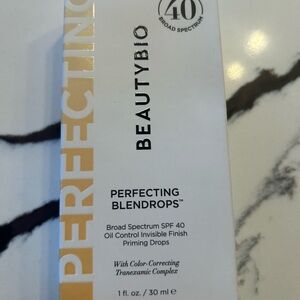 40
BROAD SPECTRUM
PERFECTING
BEAUTYBIO
PERFECTING
BLENDROPS™
Broad Spectrum SPF 40
Oil Control Invisible Finish
Priming Drops
With Color-Correcting
Tranexamic Complex
1 fl. oz. / 30 ml ℮